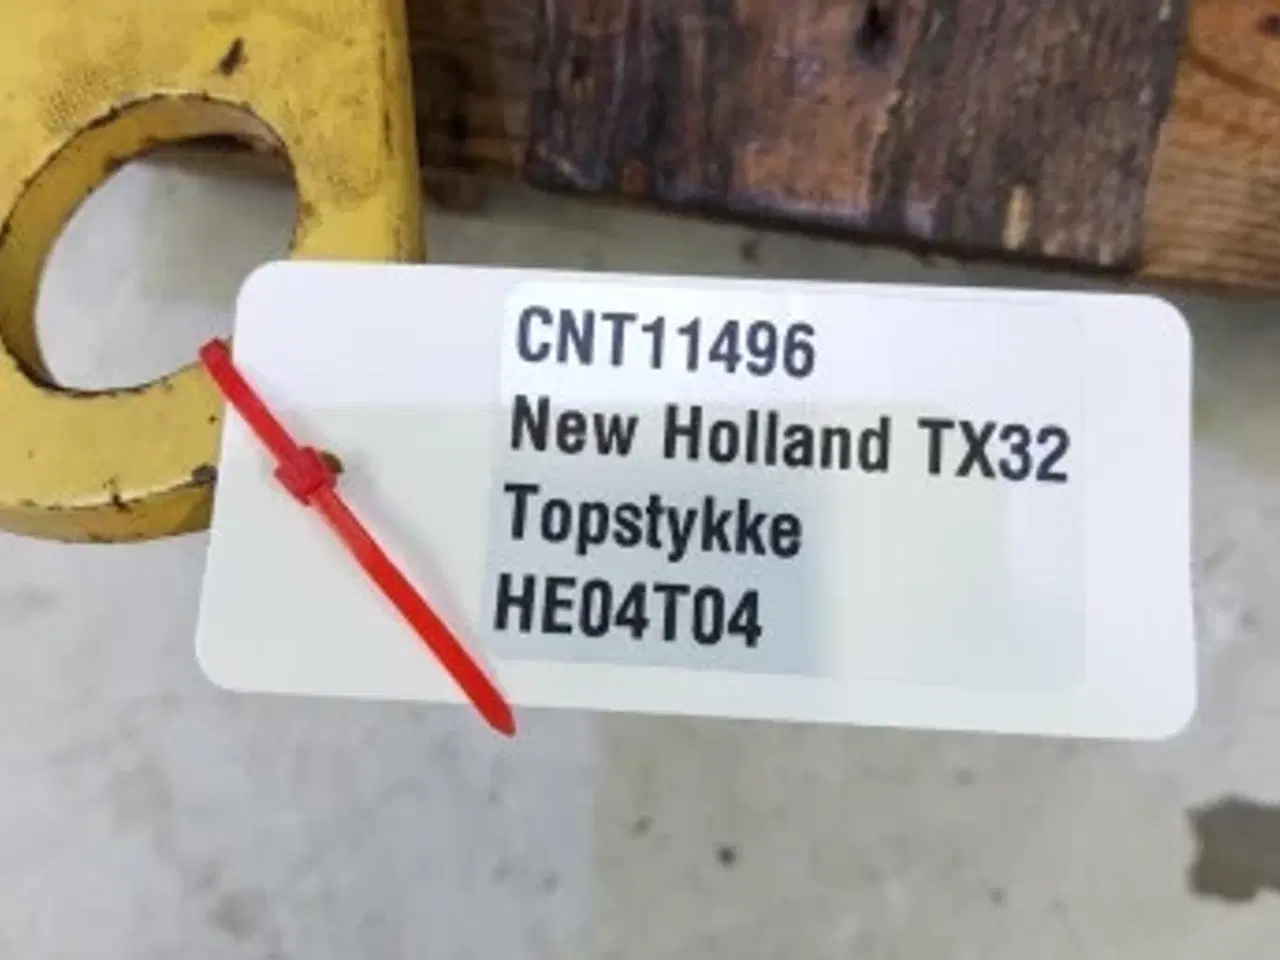 CNT11496
New Holland TX32
Topstykke
HE04T04